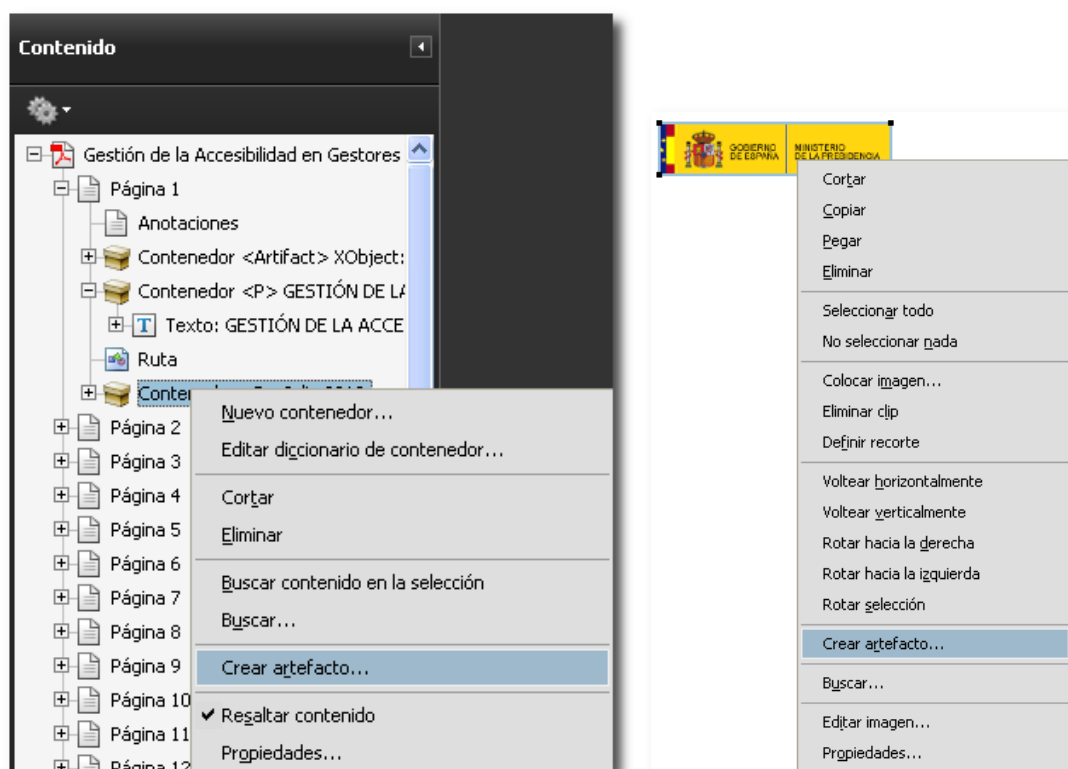 Contenido
Gestión de la Accesibilidad en Gestores
Página 1
Anotaciones
Contenedor <Artifact> XObject:
Contenedor <P> GESTIÓN DE LA
Texto: GESTIÓN DE LA ACCE
Ruta
Página 2
Página 3
Página 4
Página 5
Página 6
Página 7
Página 8
Página 9
Página 10
Página 11
Página 12
Nuevo contenedor...
Editar diccionario de contenedor...
Cortar
Eliminar
Buscar contenido en la selección
Buscar...
Crear artefacto...
Resaltar contenido
Propiedades...
GOBIERNO
DE ESPAÑA
MINISTERIO
DE LA PRESIDENCIA
Cortar
Copiar
Pegar
Eliminar
Seleccionar todo
No seleccionar nada
Colocar imagen...
Eliminar clip
Definir recorte
Voltear horizontalmente
Voltear verticalmente
Rotar hacia la derecha
Rotar hacia la izquierda
Rotar selección
Crear artefacto...
Buscar...
Editar imagen...
Propiedades...